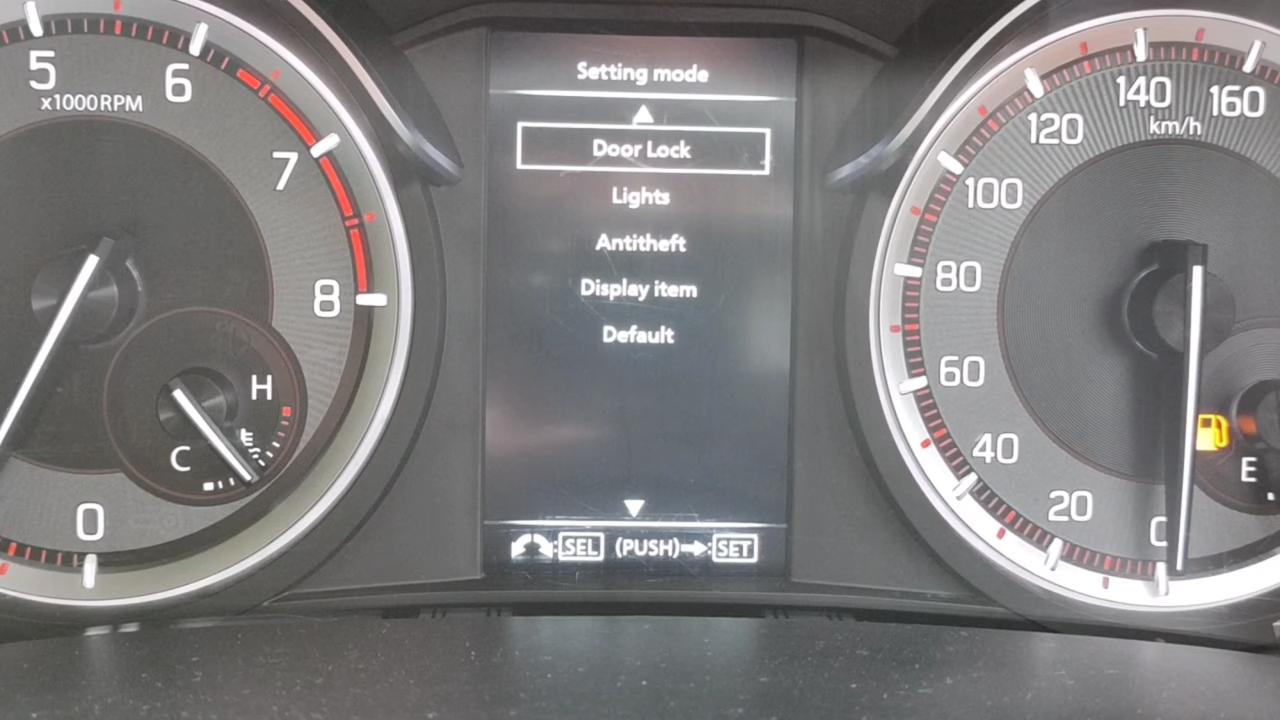 5
6
x1000RPM
7
8
H
C
0
Setting mode
Door Lock
Lights
Antitheft
Display item
Default
SEL (PUSH) : SET
140
160
km/h
120
100
80
60
40
20
0
E